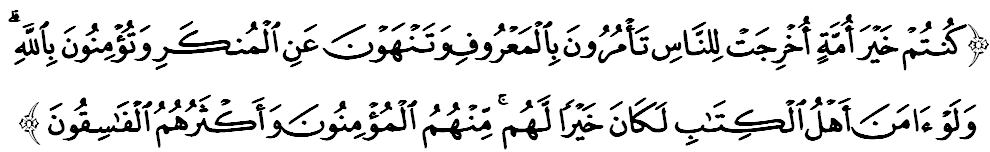 ﴿ كُنتُمۡ خَيۡرَ أُمَّةٍ أُخۡرِجَتۡ لِلنَّاسِ تَأۡمُرُونَ بِٱلۡمَعۡرُوفِ وَتَنۡهَوۡنَ عَنِ ٱلۡمُنكَرِ وَتُؤۡمِنُونَ بِٱللَّهِۗ
وَلَوۡ ءَامَنَ أَهۡلُ ٱلۡكِتَٰبِ لَكَانَ خَيۡرٗا لَّهُمۚ مِّنۡهُمُ ٱلۡمُؤۡمِنُونَ وَأَكۡثَرُهُمُ ٱلۡفَٰسِقُونَ ﴾